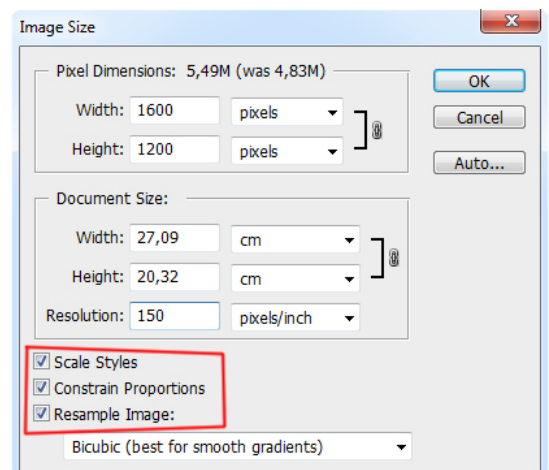 Image Size
Pixel Dimensions: 5,49M (was 4,83M)
OK
Width: 1600 pixels
Cancel
Height: 1200 pixels
Auto...
Document Size:
Width: 27,09 cm
Height: 20,32 cm
Resolution: 150 pixels/inch
Scale Styles
Constrain Proportions
Resample Image:
Bicubic (best for smooth gradients)